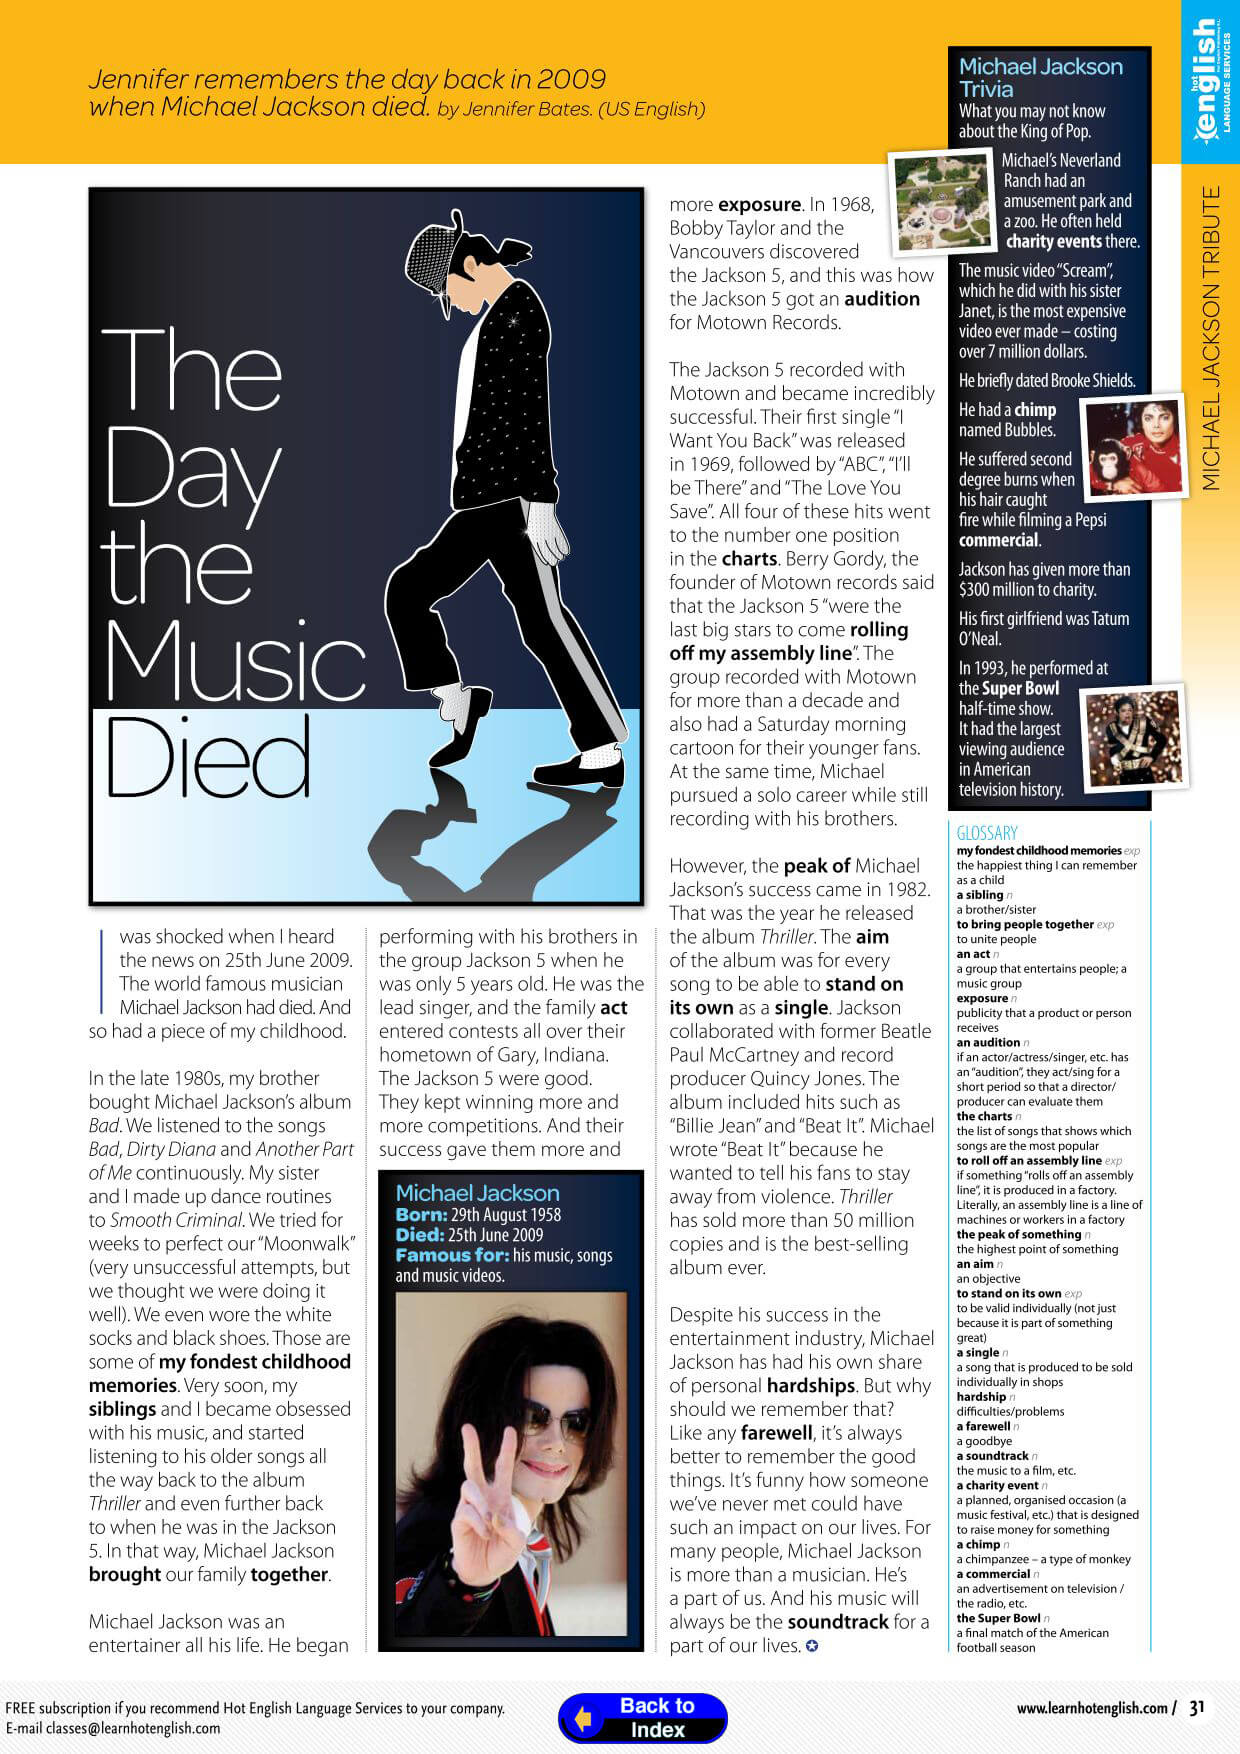 Jennifer remembers the day back in 2009
when Michael Jackson died. by Jennifer Bates. (US English)
The
Day
the
Music
Died
I was shocked when I heard
the news on 25th June 2009.
The world famous musician
Michael Jackson had died. And
so had a piece of my childhood.
In the late 1980s, my brother
bought Michael Jackson's album
Bad. We listened to the songs
Bad, Dirty Diana and Another Part
of Me continuously. My sister
and I made up dance routines
to Smooth Criminal. We tried for
weeks to perfect our "Moonwalk"
(very unsuccessful attempts, but
we thought we were doing it
well). We even wore the white
socks and black shoes. Those are
some of my fondest childhood
memories. Very soon, my
siblings and I became obsessed
with his music, and started
listening to his older songs all
the way back to the album
Thriller and even further back
to when he was in the Jackson
5. In that way, Michael Jackson
brought our family together.
Michael Jackson was an
entertainer all his life. He began
performing with his brothers in
the group Jackson 5 when he
was only 5 years old. He was the
lead singer, and the family act
entered contests all over their
hometown of Gary, Indiana.
The Jackson 5 were good.
They kept winning more and
more competitions. And their
success gave them more and
Michael Jackson
Born: 29th August 1958
Died: 25th June 2009
Famous for: his music, songs
and music videos.
more exposure. In 1968,
Bobby Taylor and the
Vancouvers discovered
the Jackson 5, and this was how
the Jackson 5 got an audition
for Motown Records.
The Jackson 5 recorded with
Motown and became incredibly
successful. Their first single "I
Want You Back" was released
in 1969, followed by "ABC", "I'll
be There" and "The Love You
Save". All four of these hits went
to the number one position
in the charts. Berry Gordy, the
founder of Motown records said
that the Jackson 5 "were the
last big stars to come rolling
off my assembly line". The
group recorded with Motown
for more than a decade and
also had a Saturday morning
cartoon for their younger fans.
At the same time, Michael
pursued a solo career while still
recording with his brothers.
However, the peak of Michael
Jackson's success came in 1982.
That was the year he released
the album Thriller. The aim
of the album was for every
song to be able to stand on
its own as a single. Jackson
collaborated with former Beatle
Paul McCartney and record
producer Quincy Jones. The
album included hits such as
"Billie Jean" and "Beat It". Michael
wrote "Beat It" because he
wanted to tell his fans to stay
away from violence. Thriller
has sold more than 50 million
copies and is the best-selling
album ever.
Despite his success in the
entertainment industry, Michael
Jackson has had his own share
of personal hardships. But why
should we remember that?
Like any farewell, it's always
better to remember the good
things. It's funny how someone
we've never met could have
such an impact on our lives. For
many people, Michael Jackson
is more than a musician. He's
a part of us. And his music will
always be the soundtrack for a
part of our lives.
Michael Jackson
Trivia
What you may not know
about the King of Pop.
Michael's Neverland
Ranch had an
amusement park and
a zoo. He often held
charity events there.
The music video "Scream",
which he did with his sister
Janet, is the most expensive
video ever made – costing
over 7 million dollars.
He briefly dated Brooke Shields.
He had a chimp
named Bubbles.
He suffered second
degree burns when
his hair caught
fire while filming a Pepsi
commercial.
Jackson has given more than
$300 million to charity.
His first girlfriend was Tatum
O'Neal.
In 1993, he performed at
the Super Bowl
half-time show.
It had the largest
viewing audience
in American
television history.
GLOSSARY
my fondest childhood memories exp
the happiest thing I can remember
as a child
a sibling n
a brother/sister
to bring people together exp
to unite people
an act n
a group that entertains people; a
music group
exposure n
publicity that a product or person
receives
an audition n
if an actor/actress/singer, etc. has
an "audition", they act/sing for a
short period so that a director/
producer can evaluate them
the charts n
the list of songs that shows which
songs are the most popular
to roll off an assembly line exp
if something "rolls off an assembly
line", it is produced in a factory.
Literally, an assembly line is a line of
machines or workers in a factory
the peak of something n
the highest point of something
an aim n
an objective
to stand on its own exp
to be valid individually (not just
because it is part of something
great)
a single n
a song that is produced to be sold
individually in shops
hardship n
difficulties/problems
a farewell n
a goodbye
a soundtrack n
the music to a film, etc.
a charity event n
a planned, organised occasion (a
music festival, etc.) that is designed
to raise money for something
a chimp n
a chimpanzee – a type of monkey
a commercial n
an advertisement on television /
the radio, etc.
the Super Bowl n
a final match of the American
football season
hot english
LANGUAGE SERVICES
MICHAEL JACKSON TRIBUTE
FREE subscription if you recommend Hot English Language Services to your company.
E-mail classes@learnhotenglish.com
Back to
Index
www.learnhotenglish.com / 31